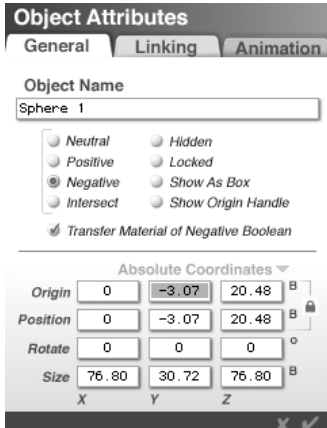 Object Attributes
General Linking Animation
Object Name
Sphere 1
Neutral Hidden
Positive Locked
Negative Show As Box
Intersect Show Origin Handle
Transfer Material of Negative Boolean
Absolute Coordinates
Origin 0 -3.07 20.48 B
Position 0 -3.07 20.48 B
Rotate 0 0 0 o
Size 76.80 30.72 76.80 B
X Y Z